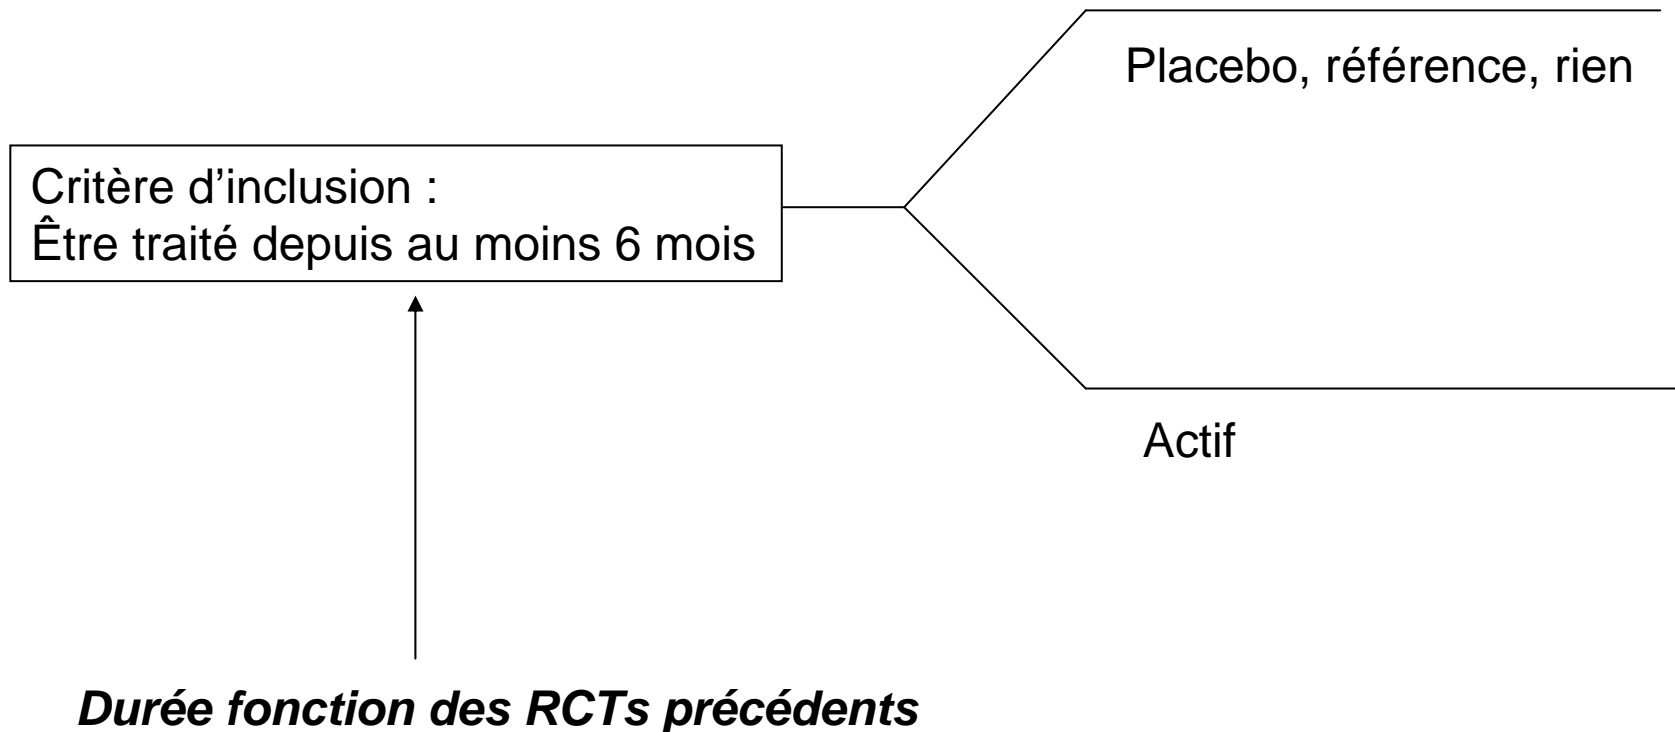 Placebo, référence, rien
Critère d’inclusion :
Être traité depuis au moins 6 mois
Actif
Durée fonction des RCTs précédents